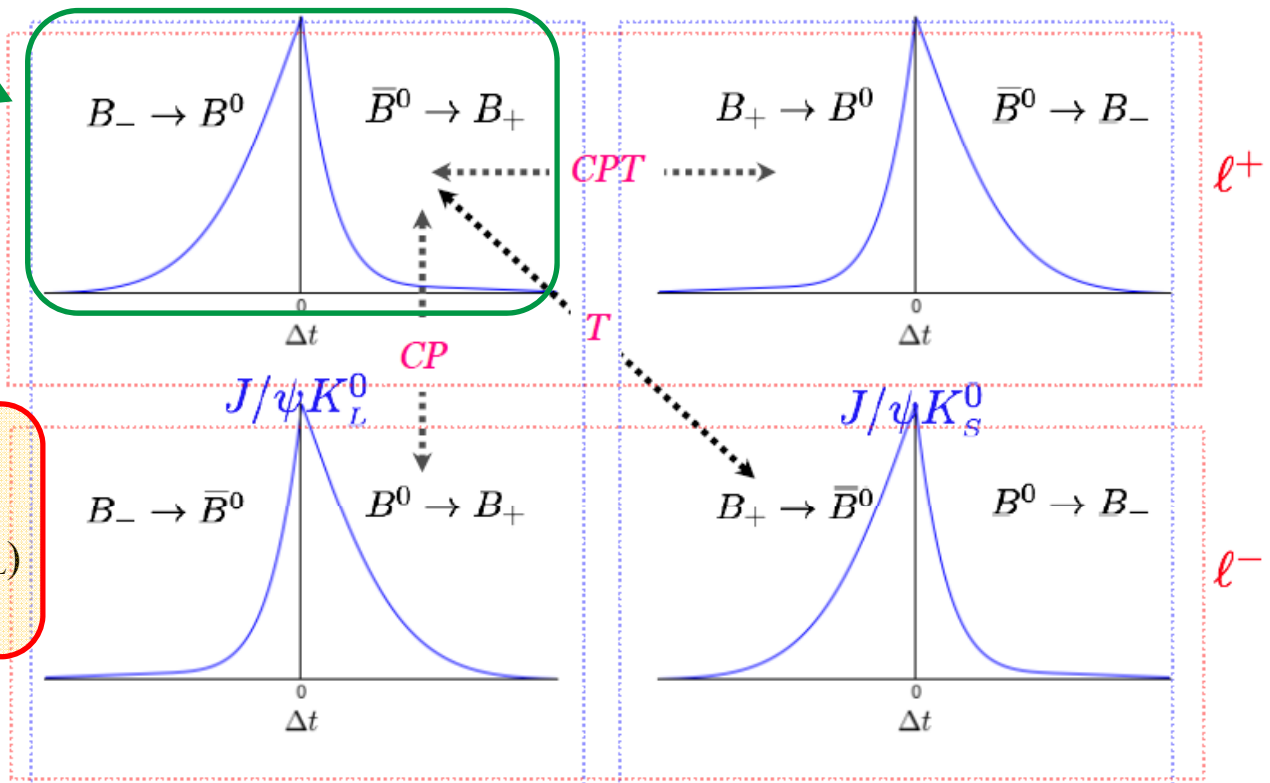 B₋ → B⁰ B̅⁰ → B₊ B₊ → B⁰ B̅⁰ → B₋
CPT
ℓ⁺
0 0
Δt T Δt
CP
J/ψK⁰_L J/ψK⁰_S
B₋ → B̅⁰ B⁰ → B₊ B₊ → B̅⁰ B⁰ → B₋
)
ℓ⁻
0 0
Δt Δt